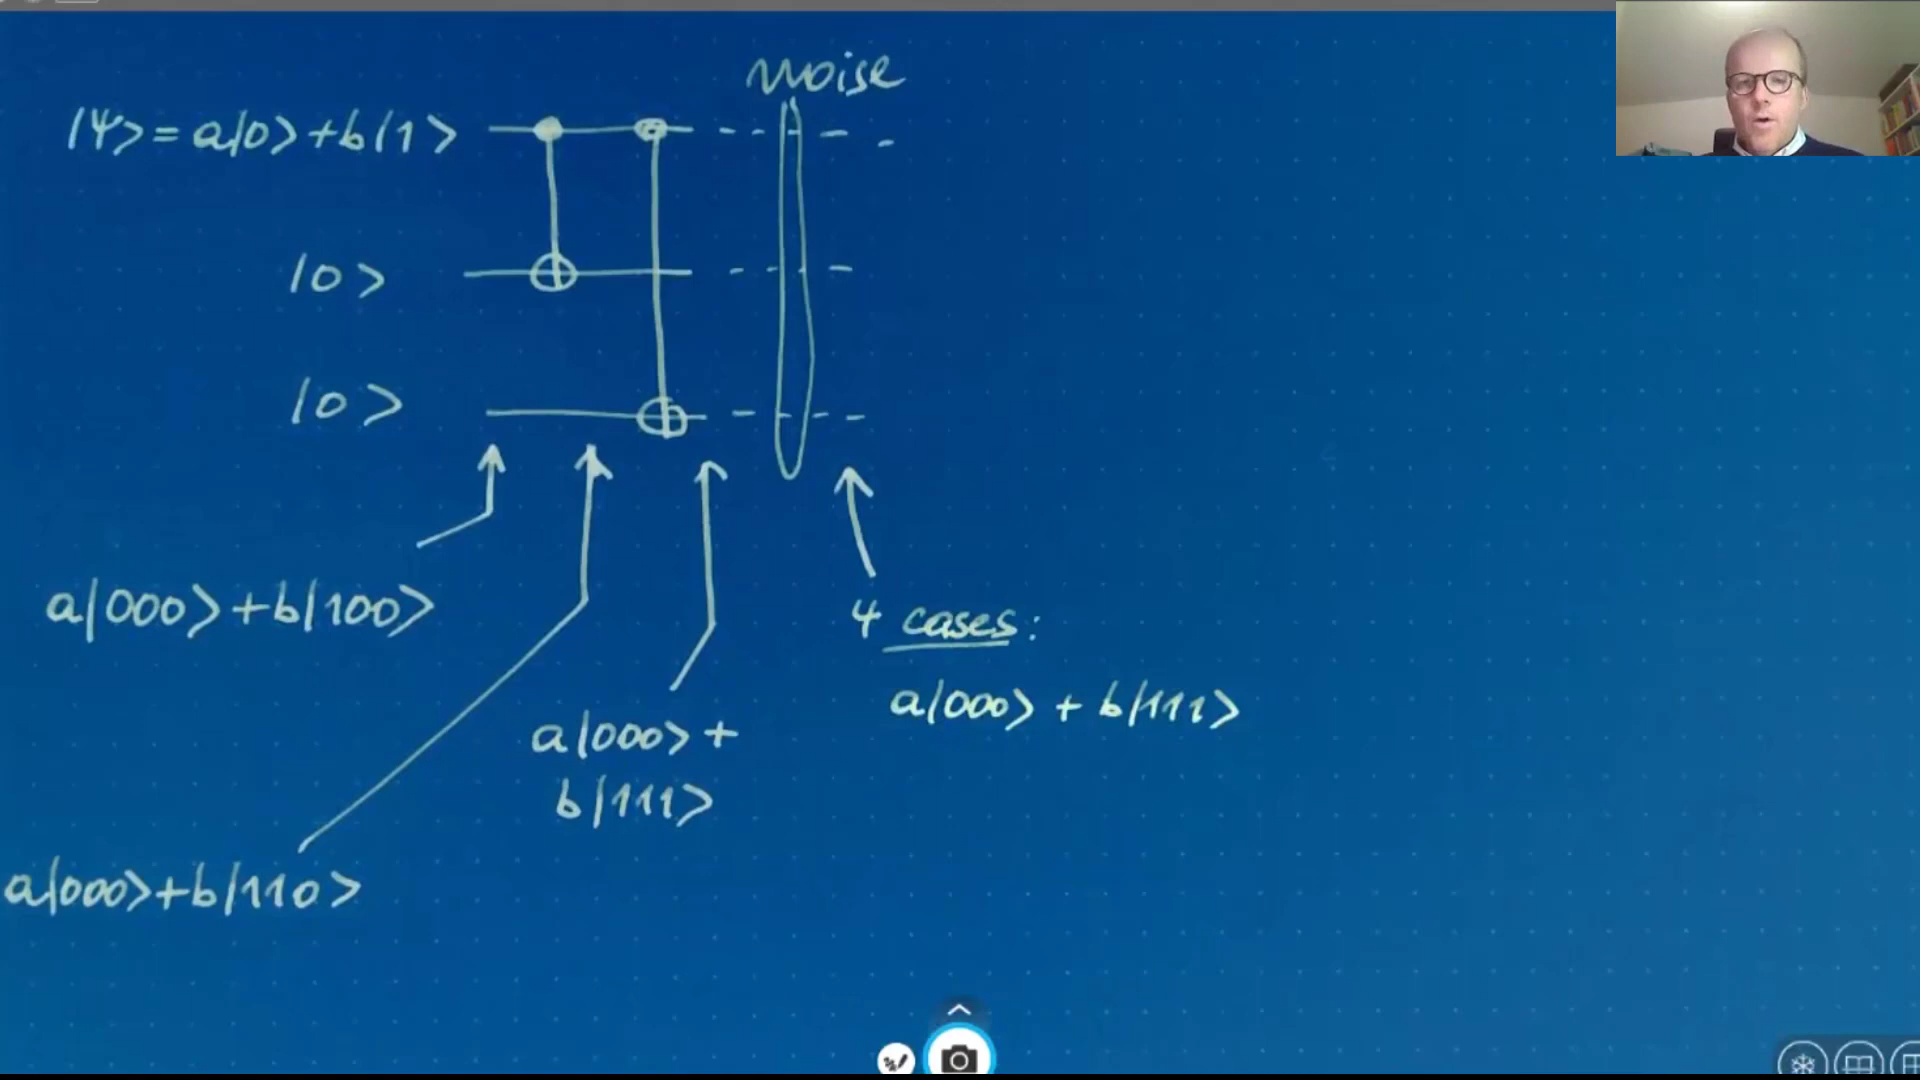 noise
|Ψ> = a|0> + b|1>
|0>
|0>
a|000> + b|100>
4 cases:
a|000> + b|111>
a|000> +
b|111>
a|000> + b|110>